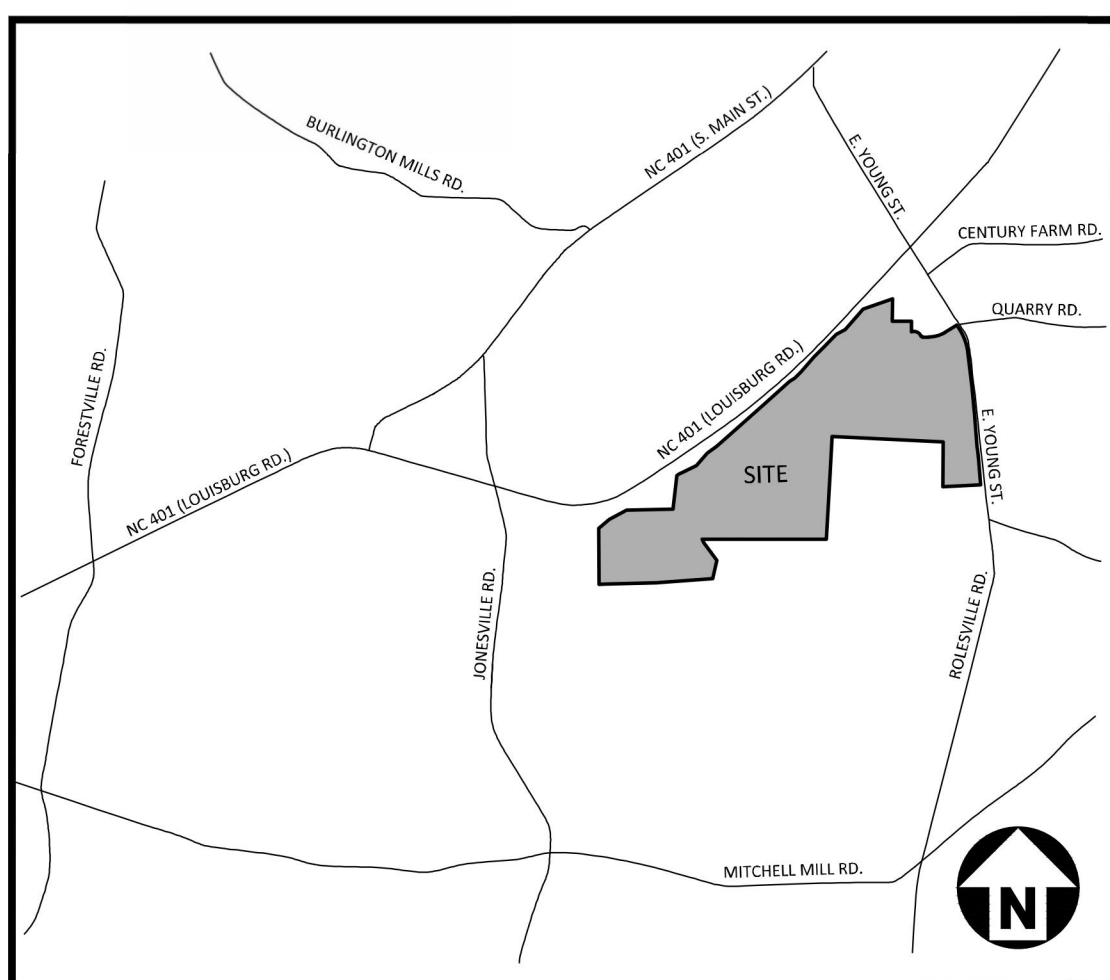 BURLINGTON MILLS RD.
NC 401 (S. MAIN ST.)
E. YOUNG ST.
CENTURY FARM RD.
QUARRY RD.
FORESTVILLE RD.
NC 401 (LOUISBURG RD.)
NC 401 (LOUISBURG RD.)
SITE
E. YOUNG ST.
JONESVILLE RD.
ROLESVILLE RD.
MITCHELL MILL RD.
N